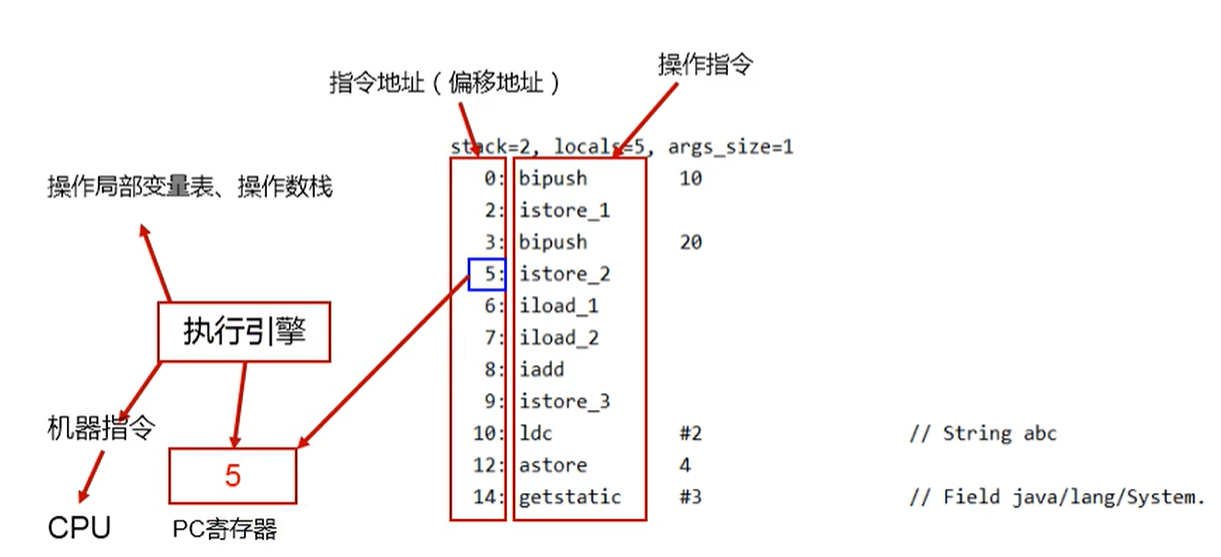 操作指令
指令地址（偏移地址）
stack=2, locals=5, args_size=1
操作局部变量表、操作数栈
0: bipush 10
2: istore_1
3: bipush 20
5: istore_2
6: iload_1
7: iload_2
8: iadd
9: istore_3
10: ldc #2 // String abc
12: astore 4
14: getstatic #3 // Field java/lang/System.
执行引擎
机器指令
5
CPU
PC寄存器